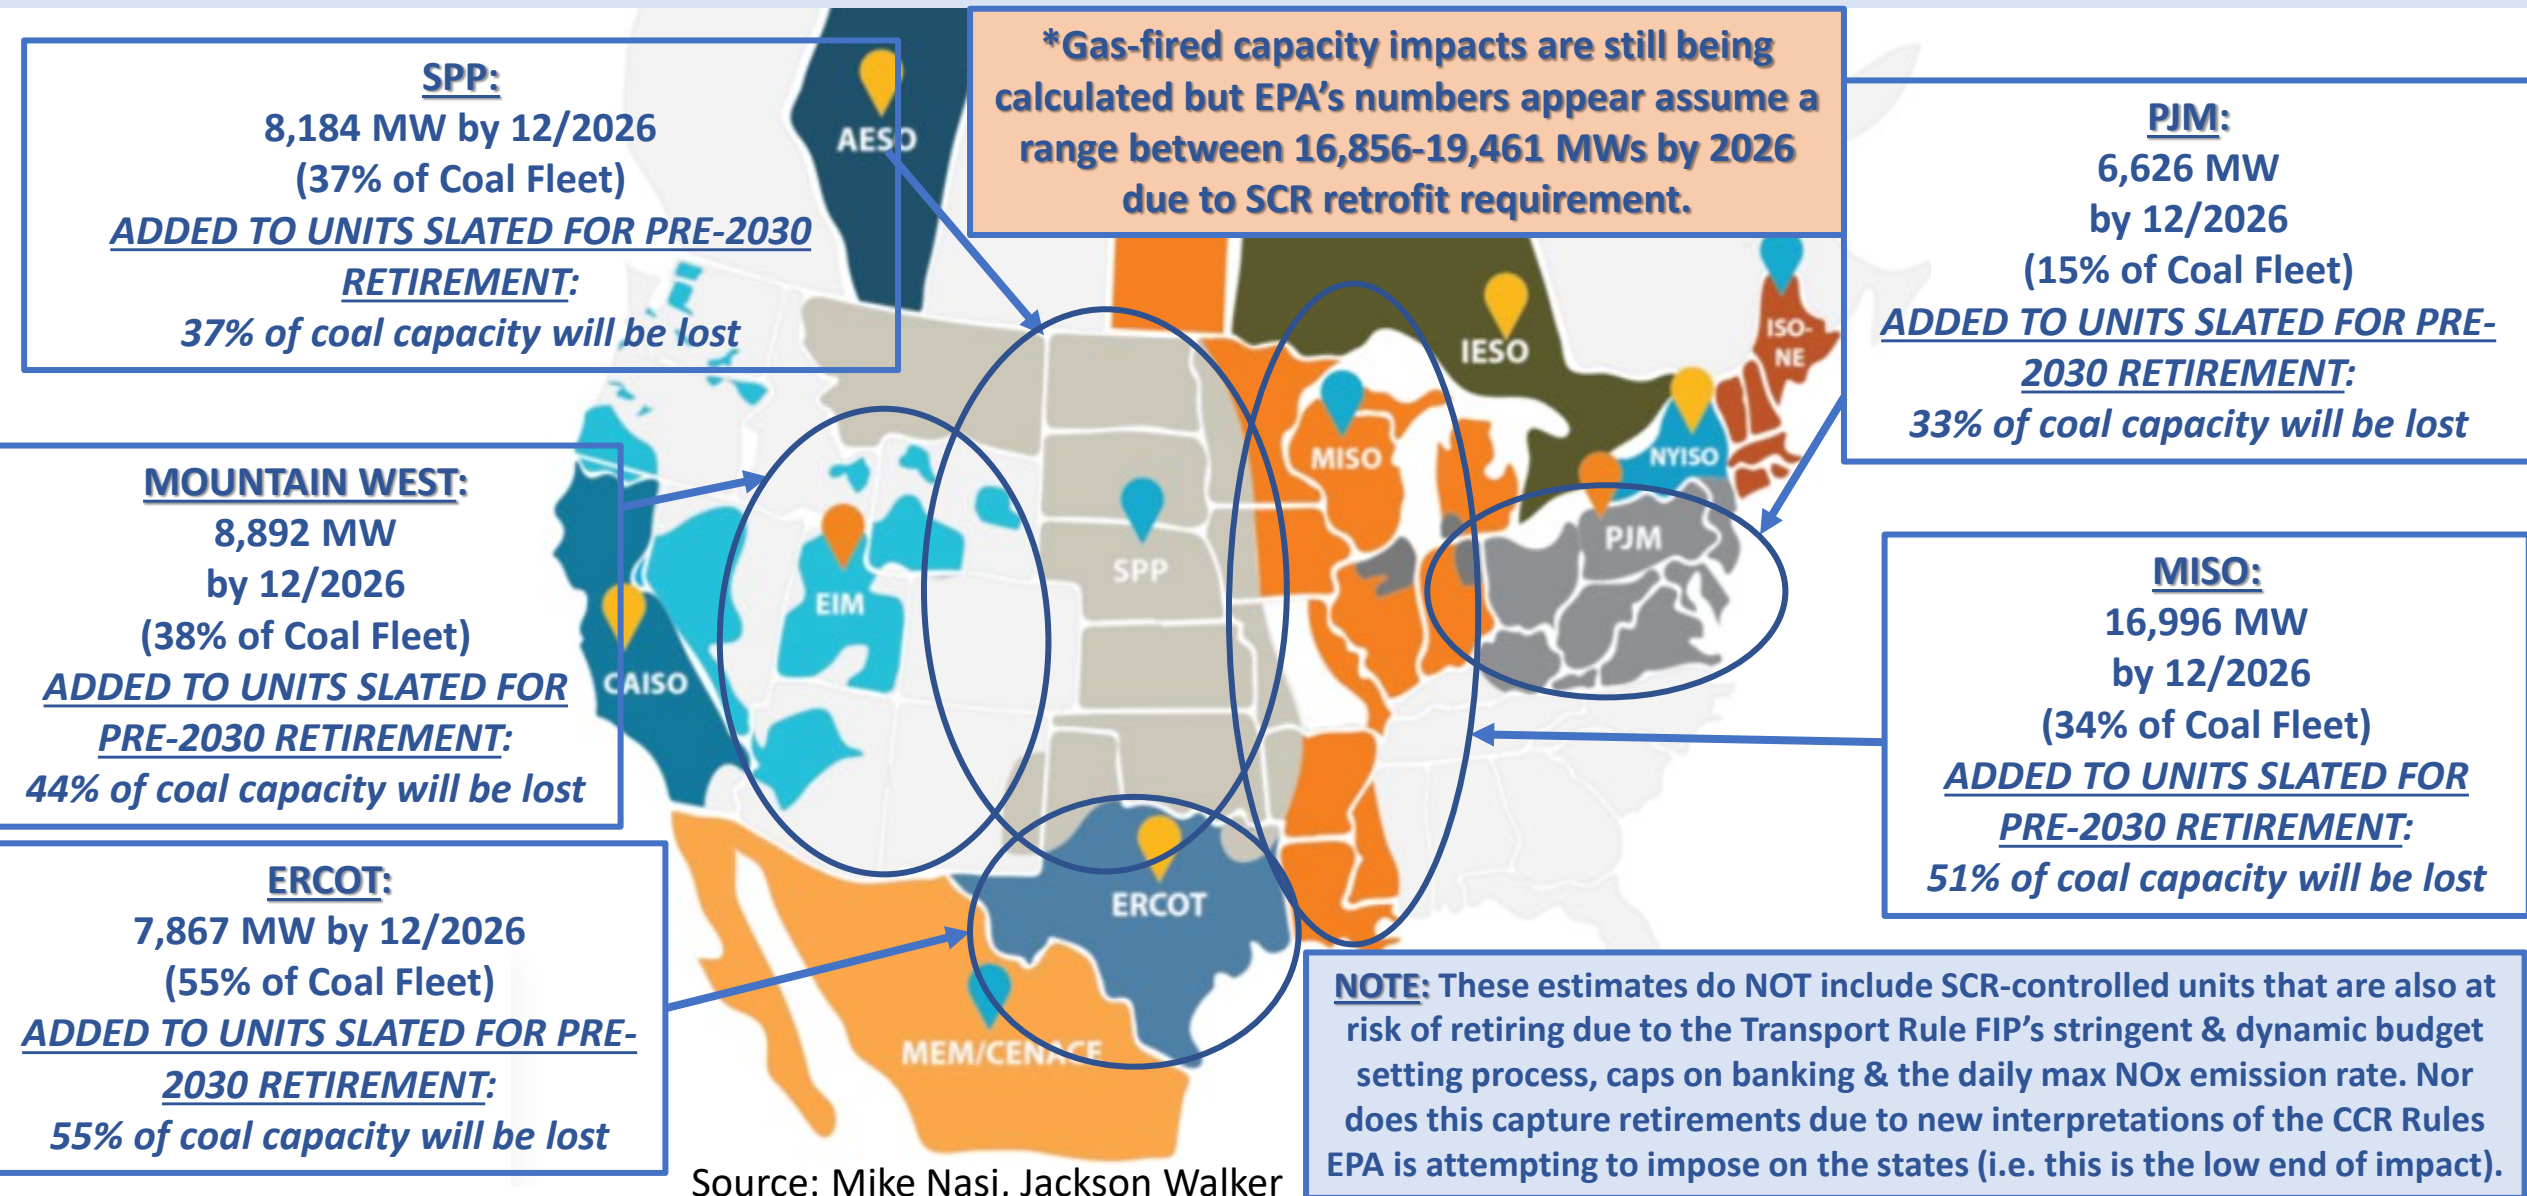 SPP:
8,184 MW by 12/2026
(37% of Coal Fleet)
ADDED TO UNITS SLATED FOR PRE-2030
RETIREMENT:
37% of coal capacity will be lost
*Gas-fired capacity impacts are still being
calculated but EPA's numbers appear assume a
range between 16,856-19,461 MWs by 2026
due to SCR retrofit requirement.
PJM:
6,626 MW
by 12/2026
(15% of Coal Fleet)
ADDED TO UNITS SLATED FOR PRE-
2030 RETIREMENT:
33% of coal capacity will be lost
MOUNTAIN WEST:
8,892 MW
by 12/2026
(38% of Coal Fleet)
ADDED TO UNITS SLATED FOR
PRE-2030 RETIREMENT:
44% of coal capacity will be lost
MISO:
16,996 MW
by 12/2026
(34% of Coal Fleet)
ADDED TO UNITS SLATED FOR
PRE-2030 RETIREMENT:
51% of coal capacity will be lost
ERCOT:
7,867 MW by 12/2026
(55% of Coal Fleet)
ADDED TO UNITS SLATED FOR PRE-
2030 RETIREMENT:
55% of coal capacity will be lost
AESO
IESO
ISO-
NE
MISO
NYISO
PJM
SPP
EIM
CAISO
ERCOT
MEM/CENACE
NOTE: These estimates do NOT include SCR-controlled units that are also at
risk of retiring due to the Transport Rule FIP's stringent & dynamic budget
setting process, caps on banking & the daily max NOx emission rate. Nor
does this capture retirements due to new interpretations of the CCR Rules
EPA is attempting to impose on the states (i.e. this is the low end of impact).
Source: Mike Nasi, Jackson Walker